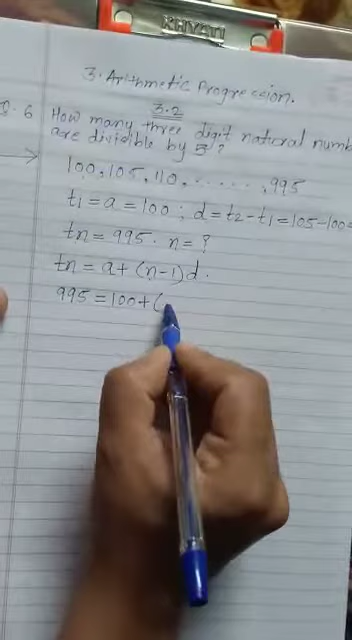 KHYATI
3. Arithmetic Progression.
3.2
Q. 6 How many three digit natural numb
are divisible by 5?
100, 105, 110, ......, 995
t1 = a = 100 ; d = t2 - t1 = 105 - 100 =
tn = 995. n = ?
tn = a + (n-1)d.
995 = 100 + (